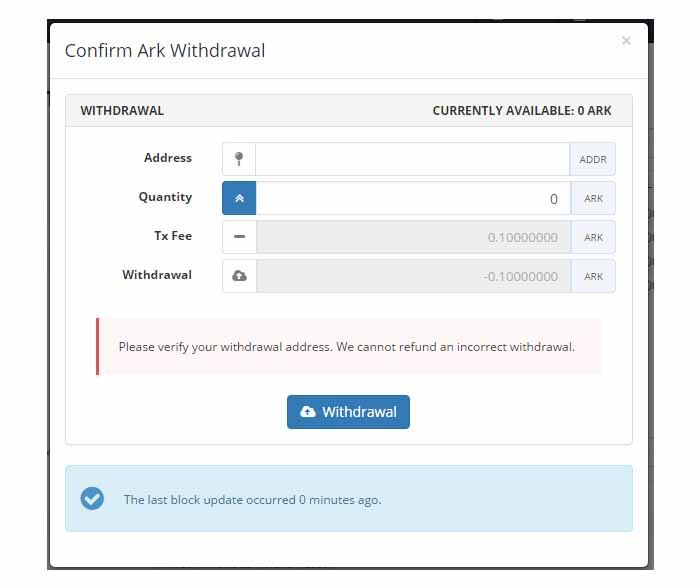 Confirm Ark Withdrawal
×
WITHDRAWAL CURRENTLY AVAILABLE: 0 ARK
Address ADDR
Quantity 0 ARK
Tx Fee 0.10000000 ARK
Withdrawal -0.10000000 ARK
Please verify your withdrawal address. We cannot refund an incorrect withdrawal.
Withdrawal
The last block update occurred 0 minutes ago.